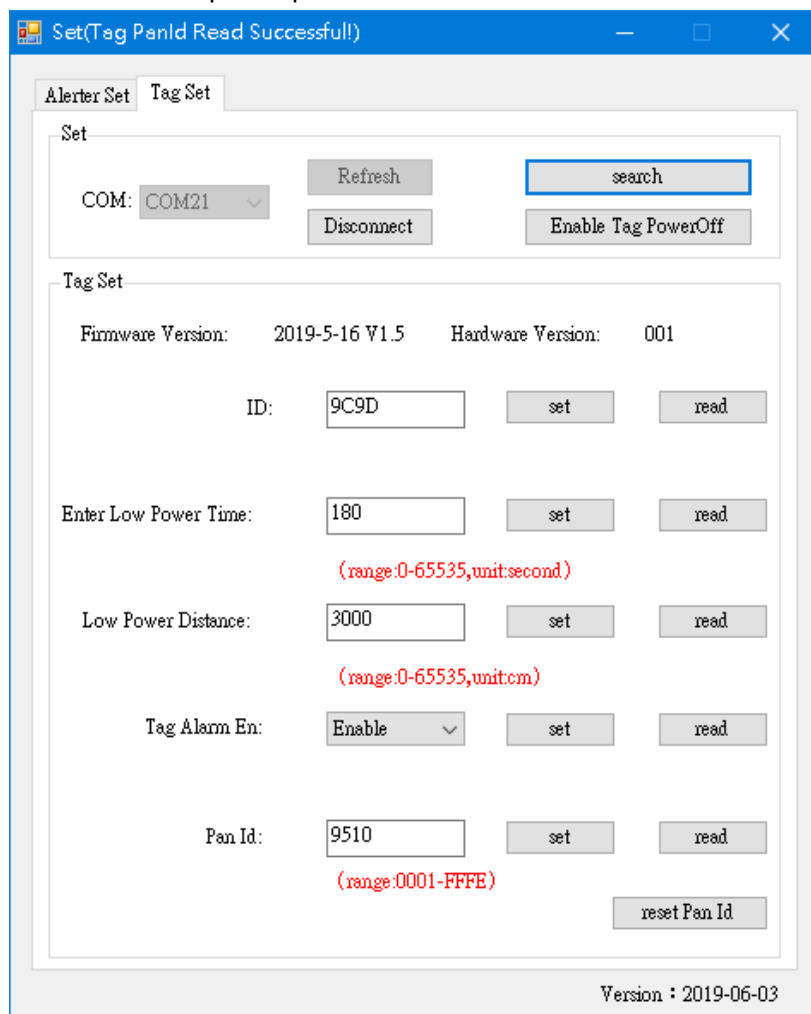 Set(Tag PanId Read Successful!)
Alerter Set Tag Set
Set
Refresh search
COM: COM21
Disconnect Enable Tag PowerOff
Tag Set
Firmware Version: 2019-5-16 V1.5 Hardware Version: 001
ID: 9C9D set read
Enter Low Power Time: 180 set read
(range:0-65535,unit:second)
Low Power Distance: 3000 set read
(range:0-65535,unit:cm)
Tag Alarm En: Enable set read
Pan Id: 9510 set read
(range:0001-FFFE)
reset Pan Id
Version：2019-06-03